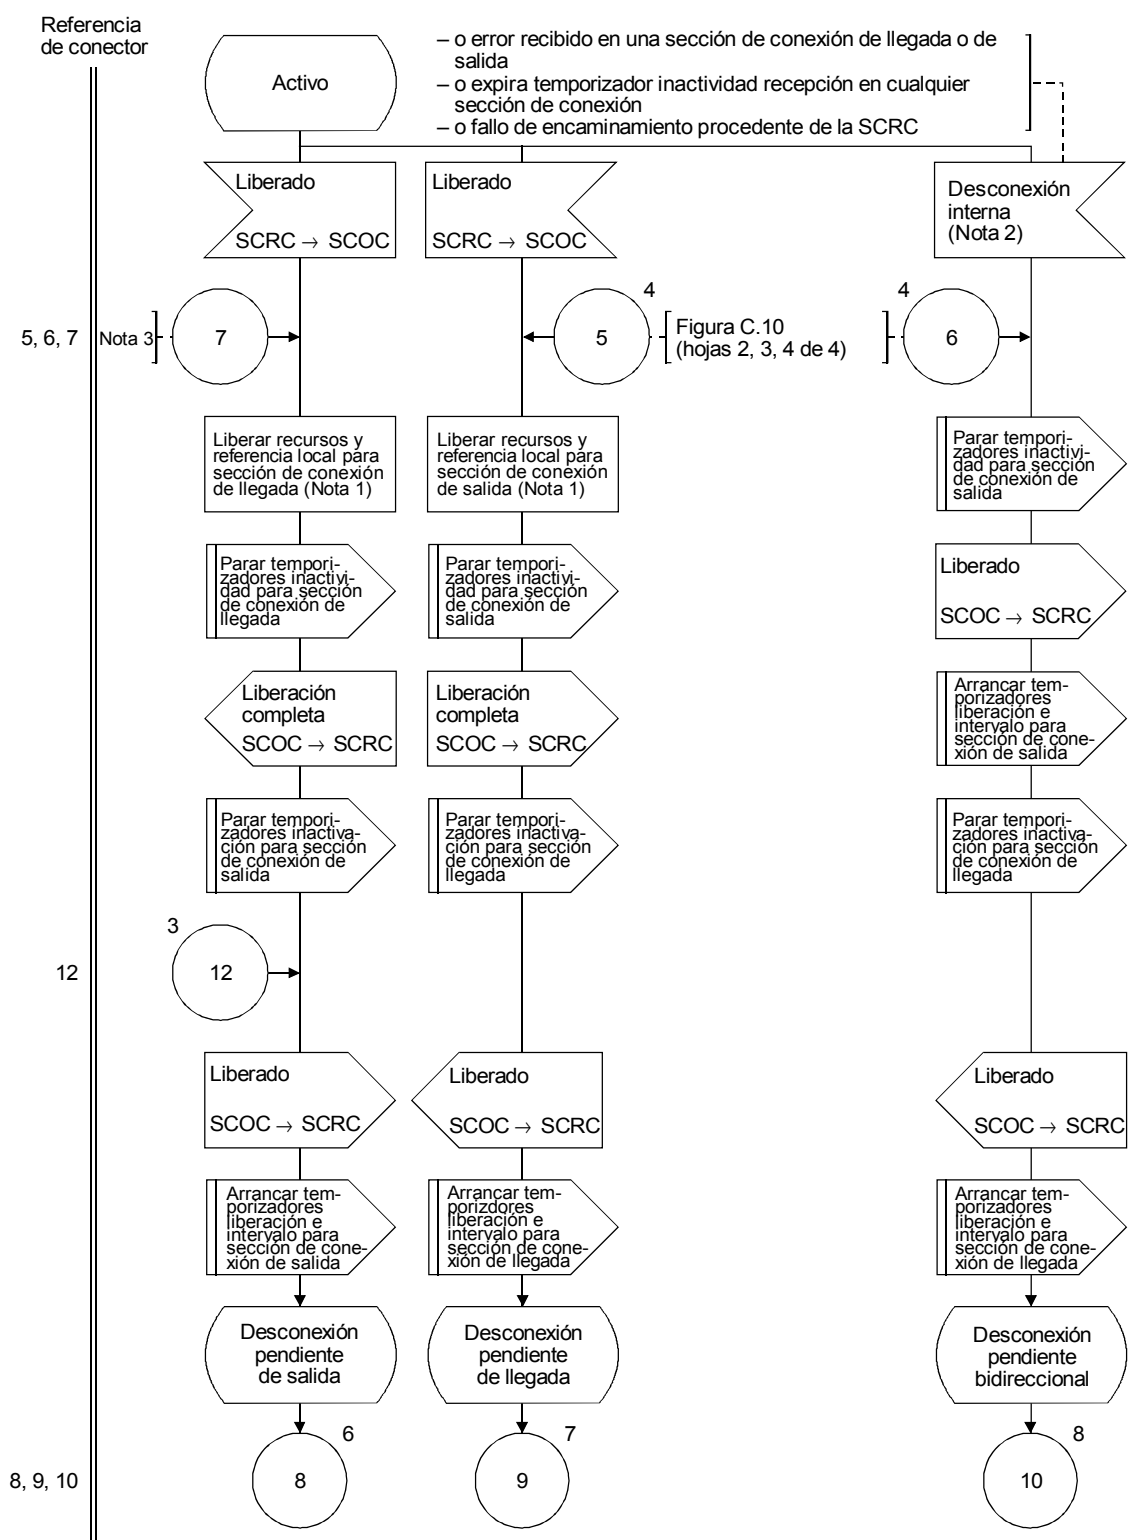 Referencia
de conector
Activo
– o error recibido en una sección de conexión de llegada o de
salida
– o expira temporizador inactividad recepción en cualquier
sección de conexión
– o fallo de encaminamiento procedente de la SCRC
Liberado
SCRC → SCOC
Liberado
SCRC → SCOC
Desconexión
interna
(Nota 2)
5, 6, 7
Nota 3
7
4
5
Figura C.10
(hojas 2, 3, 4 de 4)
4
6
Liberar recursos y
referencia local para
sección de conexión
de llegada (Nota 1)
Liberar recursos y
referencia local para
sección de conexión
de salida (Nota 1)
Parar tempori-
zadores inactivi-
dad para sección
de conexión de
salida
Parar tempori-
zadores inactivi-
dad para sección
de conexión de
llegada
Parar tempori-
zadores inactivi-
dad para sección
de conexión de
salida
Liberado
SCOC → SCRC
Liberación
completa
SCOC → SCRC
Liberación
completa
SCOC → SCRC
Arrancar tem-
porizadores
liberación e
intervalo para
sección de cone-
xión de salida
Parar tempori-
zadores inactiva-
ción para sección
de conexión de
salida
Parar tempori-
zadores inactiva-
ción para sección
de conexión de
llegada
Parar tempori-
zadores inactiva-
ción para sección
de conexión de
llegada
3
12
12
Liberado
SCOC → SCRC
Liberado
SCOC → SCRC
Liberado
SCOC → SCRC
Arrancar tem-
porizadores
liberación e
intervalo para
sección de cone-
xión de salida
Arrancar tem-
porizdores
liberación e
intervalo para
sección de cone-
xión de llegada
Arrancar tem-
porizadores
liberación e
intervalo para
sección de cone-
xión de llegada
Desconexión
pendiente
de salida
Desconexión
pendiente
de llegada
Desconexión
pendiente
bidireccional
8, 9, 10
6
8
7
9
8
10